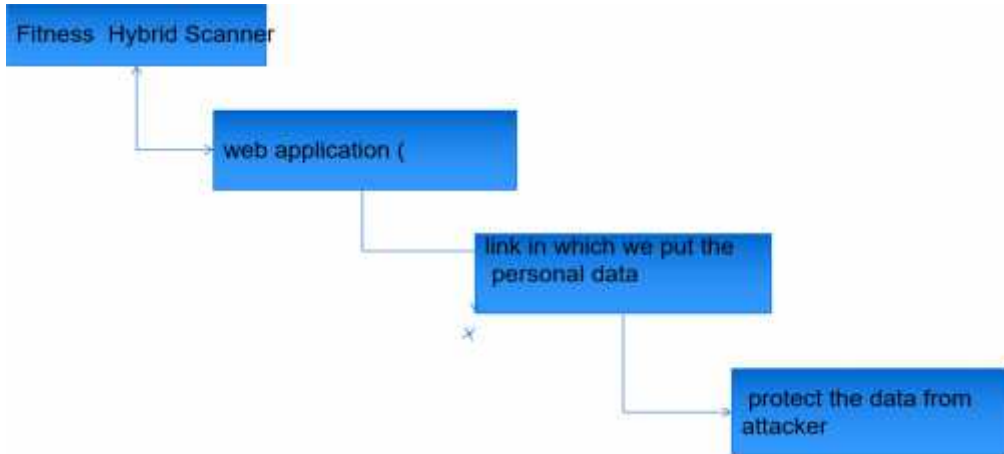 Fitness Hybrid Scanner
web application (
link in which we put the
personal data
protect the data from
attacker